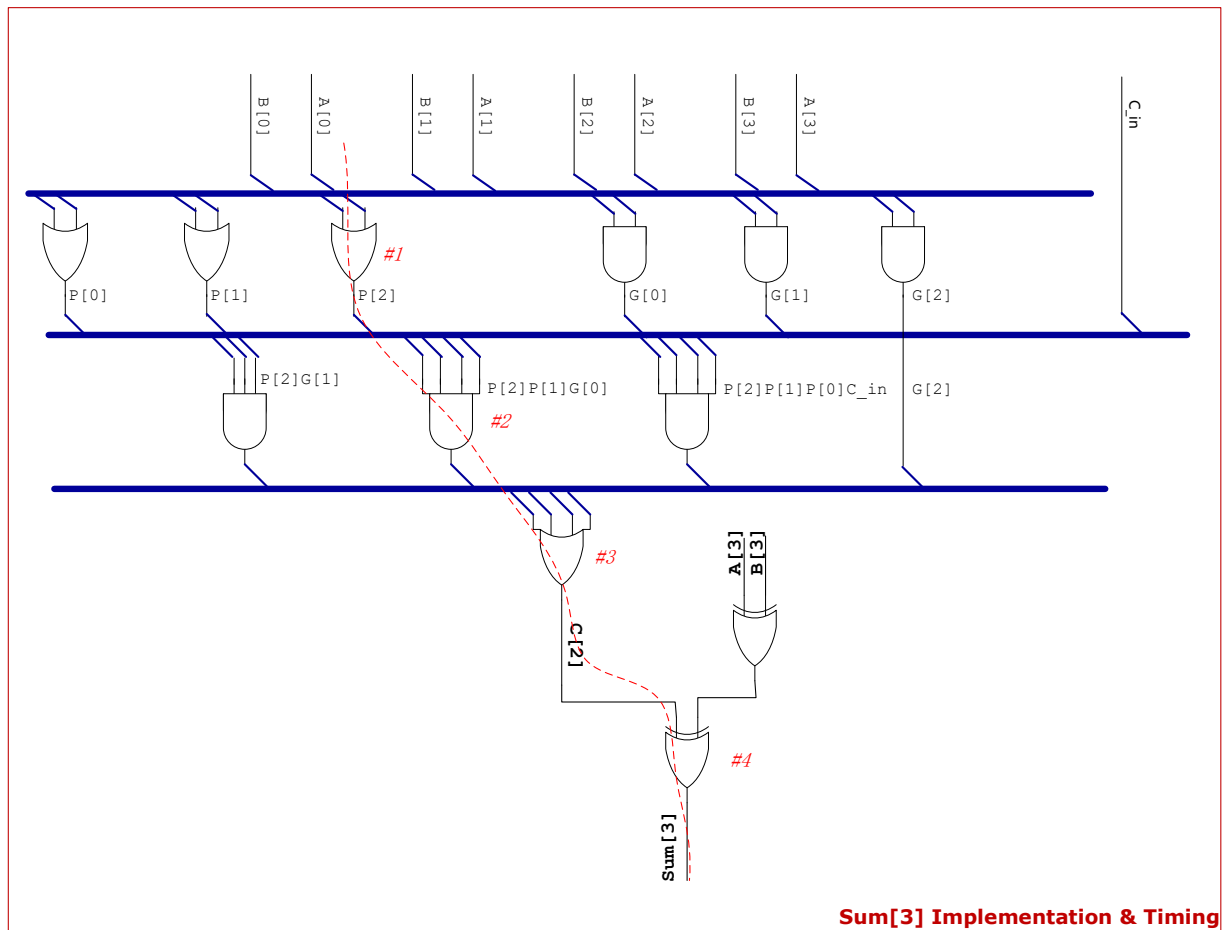 B[0]
A[0]
B[1]
A[1]
B[2]
A[2]
B[3]
A[3]
C_in
#1
P[0]
P[1]
P[2]
G[0]
G[1]
G[2]
P[2]G[1]
P[2]P[1]G[0]
P[2]P[1]P[0]C_in
G[2]
#2
#3
A[3]
B[3]
C[2]
#4
Sum[3]
Sum[3] Implementation & Timing